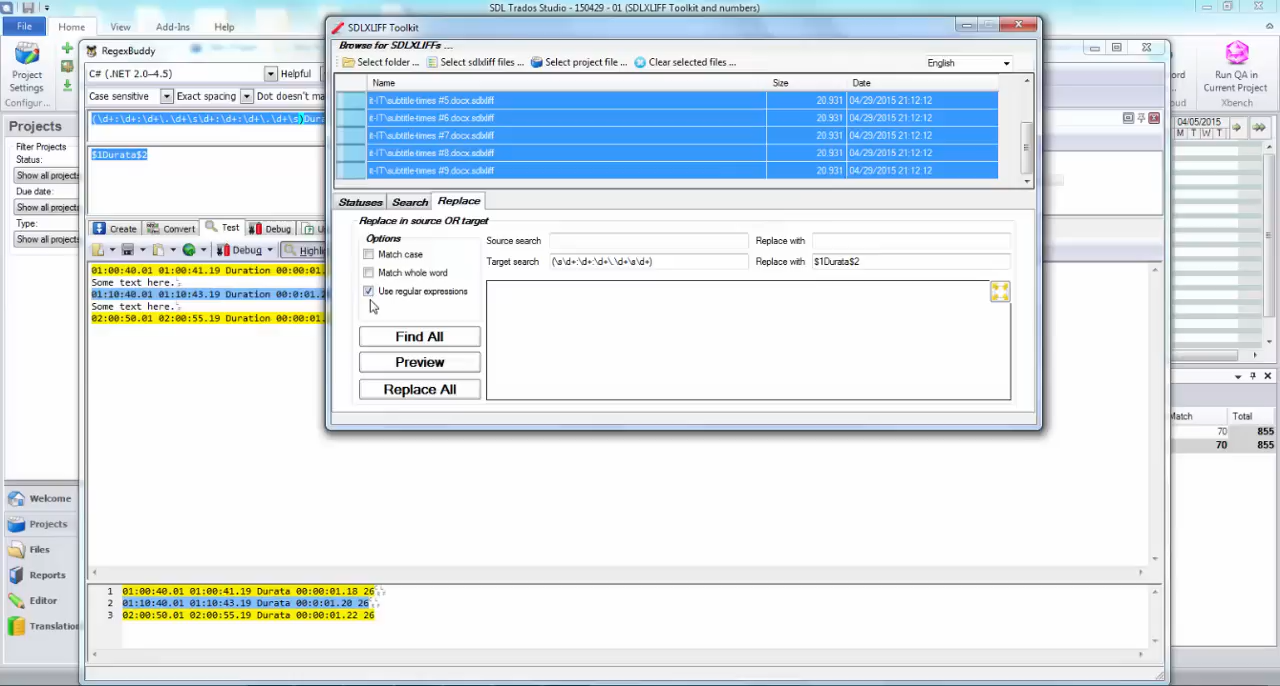 SDL Trados Studio - 150429 - 01 (SDLXLIFF Toolkit and numbers)
File Home View Add-Ins Help
SDLXLIFF Toolkit
Browse for SDLXLIFFs ...
Select folder ... Select sdlxliff files ... Select project file ... Clear selected files ... English
Name Size Date
it-IT\subtitle-times #5.docx.sdlxliff 20.931 04/29/2015 21:12:12
it-IT\subtitle-times #6.docx.sdlxliff 20.931 04/29/2015 21:12:12
it-IT\subtitle-times #7.docx.sdlxliff 20.931 04/29/2015 21:12:12
it-IT\subtitle-times #8.docx.sdlxliff 20.931 04/29/2015 21:12:12
it-IT\subtitle-times #9.docx.sdlxliff 20.931 04/29/2015 21:12:12
Statuses Search Replace
Replace in source OR target
Options
Match case
Match whole word
Use regular expressions
Source search Replace with
Target search (\s\d+:\d+:\d+\.\d+\s\d+) Replace with $1Durata$2
Find All
Preview
Replace All
RegexBuddy
C# (.NET 2.0–4.5) Helpful
Case sensitive Exact spacing Dot doesn't ma
(\d+:\d+:\d+\.\d+\s\d+:\d+:\d+\.\d+\s)Dura
$1Durata$2
Create Convert Test Debug U
Debug Highli
01:00:40.01 01:00:41.19 Duration 00:00:01.
Some text here.
01:10:40.01 01:10:43.19 Duration 00:0:01.2
Some text here.
02:00:50.01 02:00:55.19 Duration 00:00:01.
1 01:00:40.01 01:00:41.19 Durata 00:00:01.18 26
2 01:10:40.01 01:10:43.19 Durata 00:0:01.20 26
3 02:00:50.01 02:00:55.19 Durata 00:00:01.22 26
Project
Settings
Configur...
Projects
Filter Projects
Status:
Show all projects
Due date:
Show all projects
Type:
Show all projects
Welcome
Projects
Files
Reports
Editor
Translation
ord
oud
Run QA in
Current Project
Xbench
04/05/2015
M T W T
Match Total
70 855
70 855